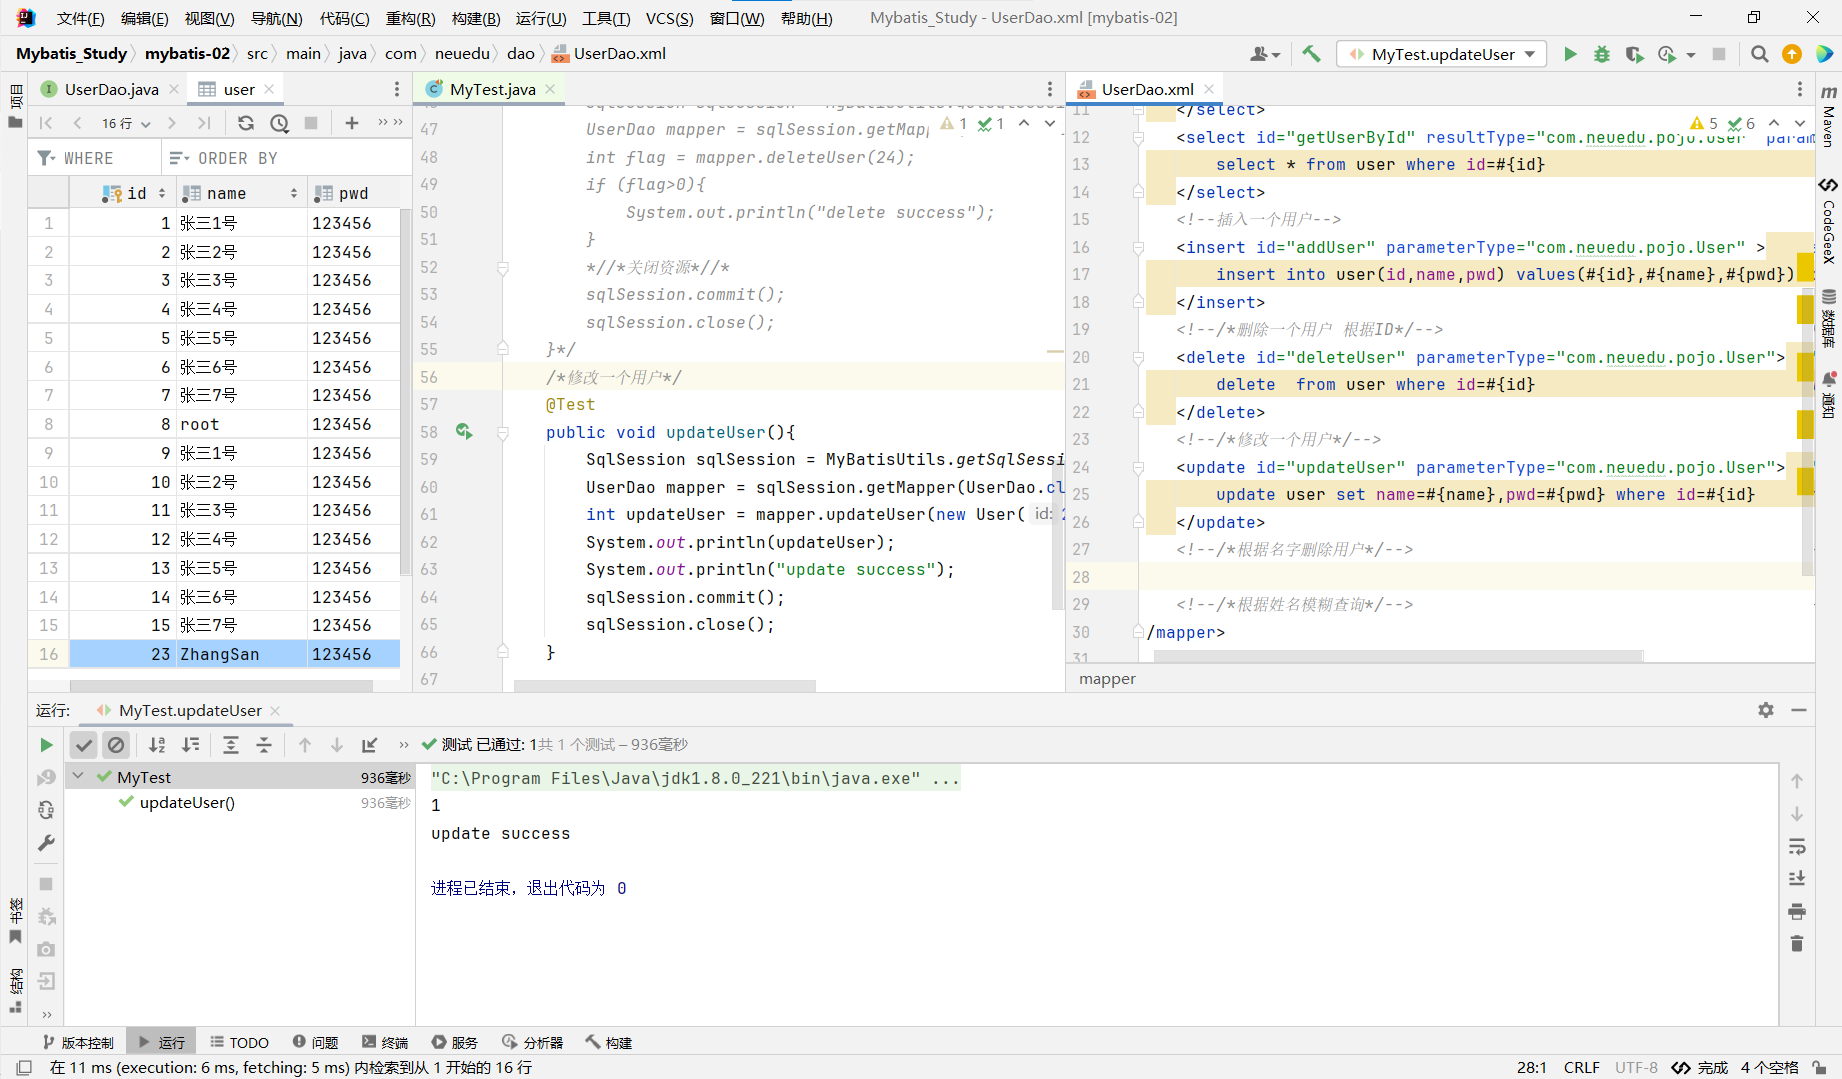 文件(F) 编辑(E) 视图(V) 导航(N) 代码(C) 重构(R) 构建(B) 运行(U) 工具(T) VCS(S) 窗口(W) 帮助(H) Mybatis_Study - UserDao.xml [mybatis-02]
Mybatis_Study mybatis-02 src main java com neuedu dao UserDao.xml MyTest.updateUser
项目
UserDao.java user
16 行
WHERE ORDER BY
id name pwd
1 1 张三1号 123456
2 2 张三2号 123456
3 3 张三3号 123456
4 4 张三4号 123456
5 5 张三5号 123456
6 6 张三6号 123456
7 7 张三7号 123456
8 8 root 123456
9 9 张三1号 123456
10 10 张三2号 123456
11 11 张三3号 123456
12 12 张三4号 123456
13 13 张三5号 123456
14 14 张三6号 123456
15 15 张三7号 123456
16 23 ZhangSan 123456
MyTest.java
1 1
47 UserDao mapper = sqlSession.getMapp
48 int flag = mapper.deleteUser(24);
49 if (flag>0){
50 System.out.println("delete success");
51 }
52 *//*关闭资源*//*
53 sqlSession.commit();
54 sqlSession.close();
55 }*/
56 /*修改一个用户*/
57 @Test
58 public void updateUser(){
59 SqlSession sqlSession = MyBatisUtils.getSqlSessi
60 UserDao mapper = sqlSession.getMapper(UserDao.cl
61 int updateUser = mapper.updateUser(new User( id:
62 System.out.println(updateUser);
63 System.out.println("update success");
64 sqlSession.commit();
65 sqlSession.close();
66 }
67
UserDao.xml
5 6
11 </select>
12 <select id="getUserById" resultType="com.neuedu.pojo.User" param
13 select * from user where id=#{id}
14 </select>
15 <!--插入一个用户-->
16 <insert id="addUser" parameterType="com.neuedu.pojo.User" >
17 insert into user(id,name,pwd) values(#{id},#{name},#{pwd})
18 </insert>
19 <!--/*删除一个用户 根据ID*/-->
20 <delete id="deleteUser" parameterType="com.neuedu.pojo.User">
21 delete  from user where id=#{id}
22 </delete>
23 <!--/*修改一个用户*/-->
24 <update id="updateUser" parameterType="com.neuedu.pojo.User">
25 update user set name=#{name},pwd=#{pwd} where id=#{id}
26 </update>
27 <!--/*根据名字删除用户*/-->
28
29 <!--/*根据姓名模糊查询*/-->
30 /mapper>
31
mapper
Maven
CodeGeeX
数据库
通知
运行: MyTest.updateUser
测试 已通过: 1共 1 个测试 – 936毫秒
MyTest 936毫秒
updateUser() 936毫秒
"C:\Program Files\Java\jdk1.8.0_221\bin\java.exe" ...
1
update success
进程已结束，退出代码为 0
书签
结构
版本控制 运行 TODO 问题 终端 服务 分析器 构建
在 11 ms (execution: 6 ms, fetching: 5 ms) 内检索到从 1 开始的 16 行 28:1 CRLF UTF-8 完成 4 个空格